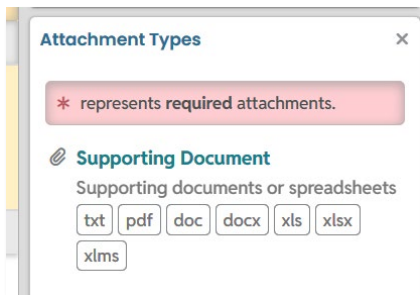 Attachment Types ×
* represents required attachments.
Supporting Document
Supporting documents or spreadsheets
txt pdf doc docx xls xlsx
xlms